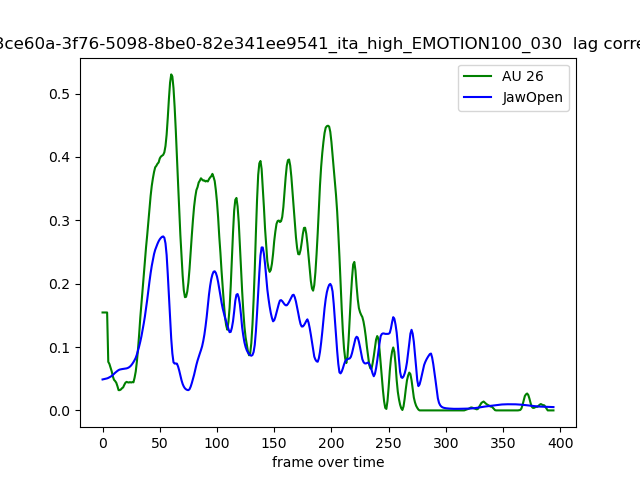 3ce60a-3f76-5098-8be0-82e341ee9541_ita_high_EMOTION100_030 lag corre
AU 26
JawOpen
0.5
0.4
0.3
0.2
0.1
0.0
0 50 100 150 200 250 300 350 400
frame over time